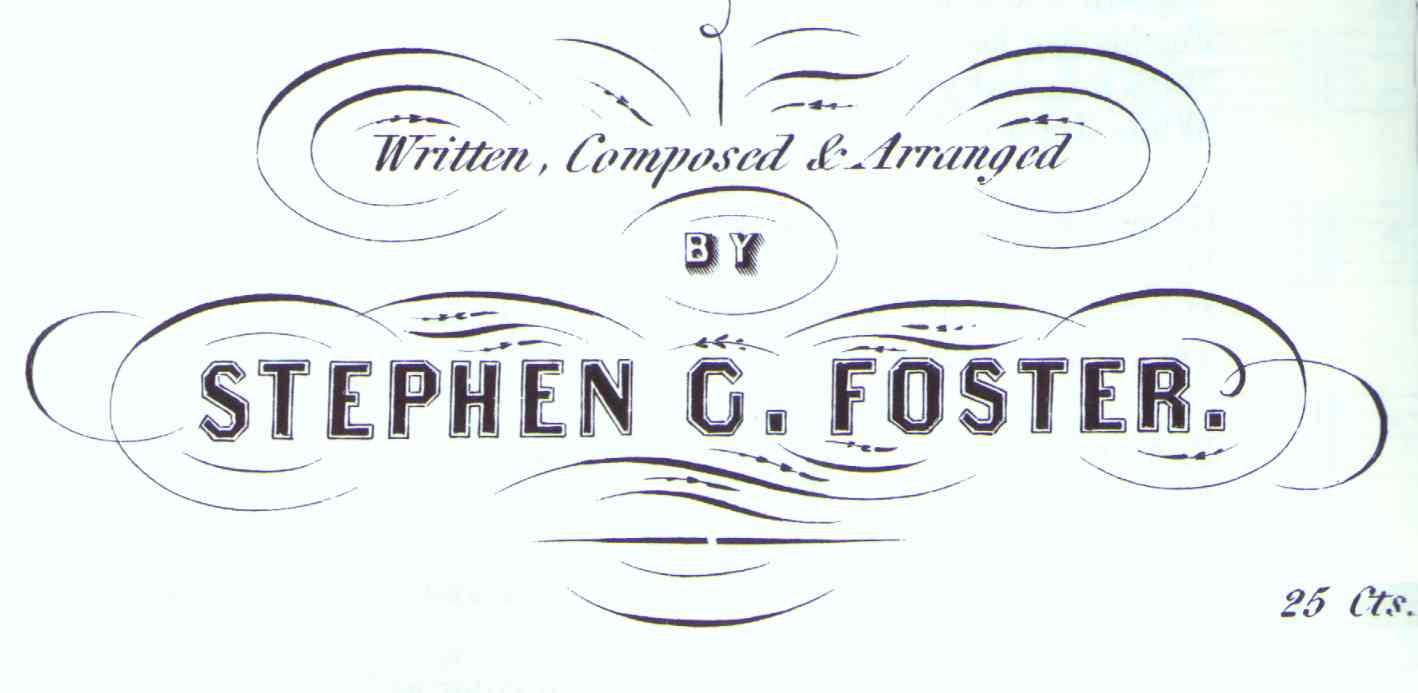 Written, Composed & Arranged
BY
STEPHEN C. FOSTER.
25 Cts.